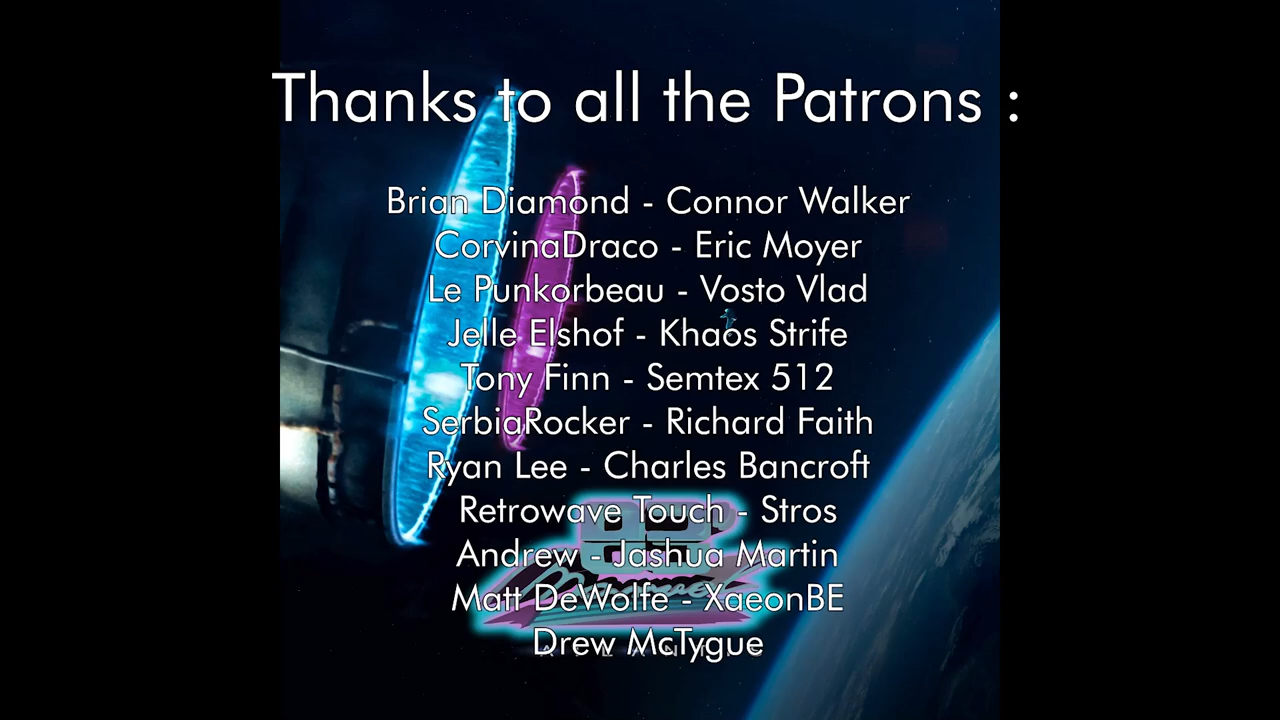 Thanks to all the Patrons :
Brian Diamond - Connor Walker
CorvinaDraco - Eric Moyer
Le Punkorbeau - Vosto Vlad
Jelle Elshof - Khaos Strife
Tony Finn - Semtex 512
SerbiaRocker - Richard Faith
Ryan Lee - Charles Bancroft
Retrowave Touch - Stros
Andrew - Jashua Martin
Matt DeWolfe - XaeonBE
Drew McTygue